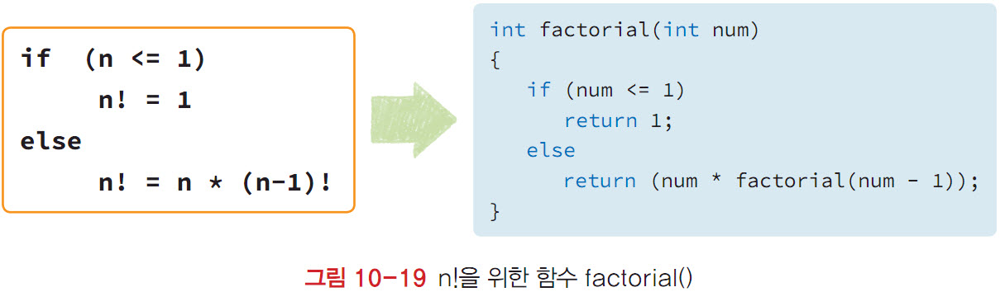 if (n <= 1)
n! = 1
else
n! = n * (n-1)!
int factorial(int num)
{
if (num <= 1)
return 1;
else
return (num * factorial(num - 1));
}
그림 10-19 n!을 위한 함수 factorial()